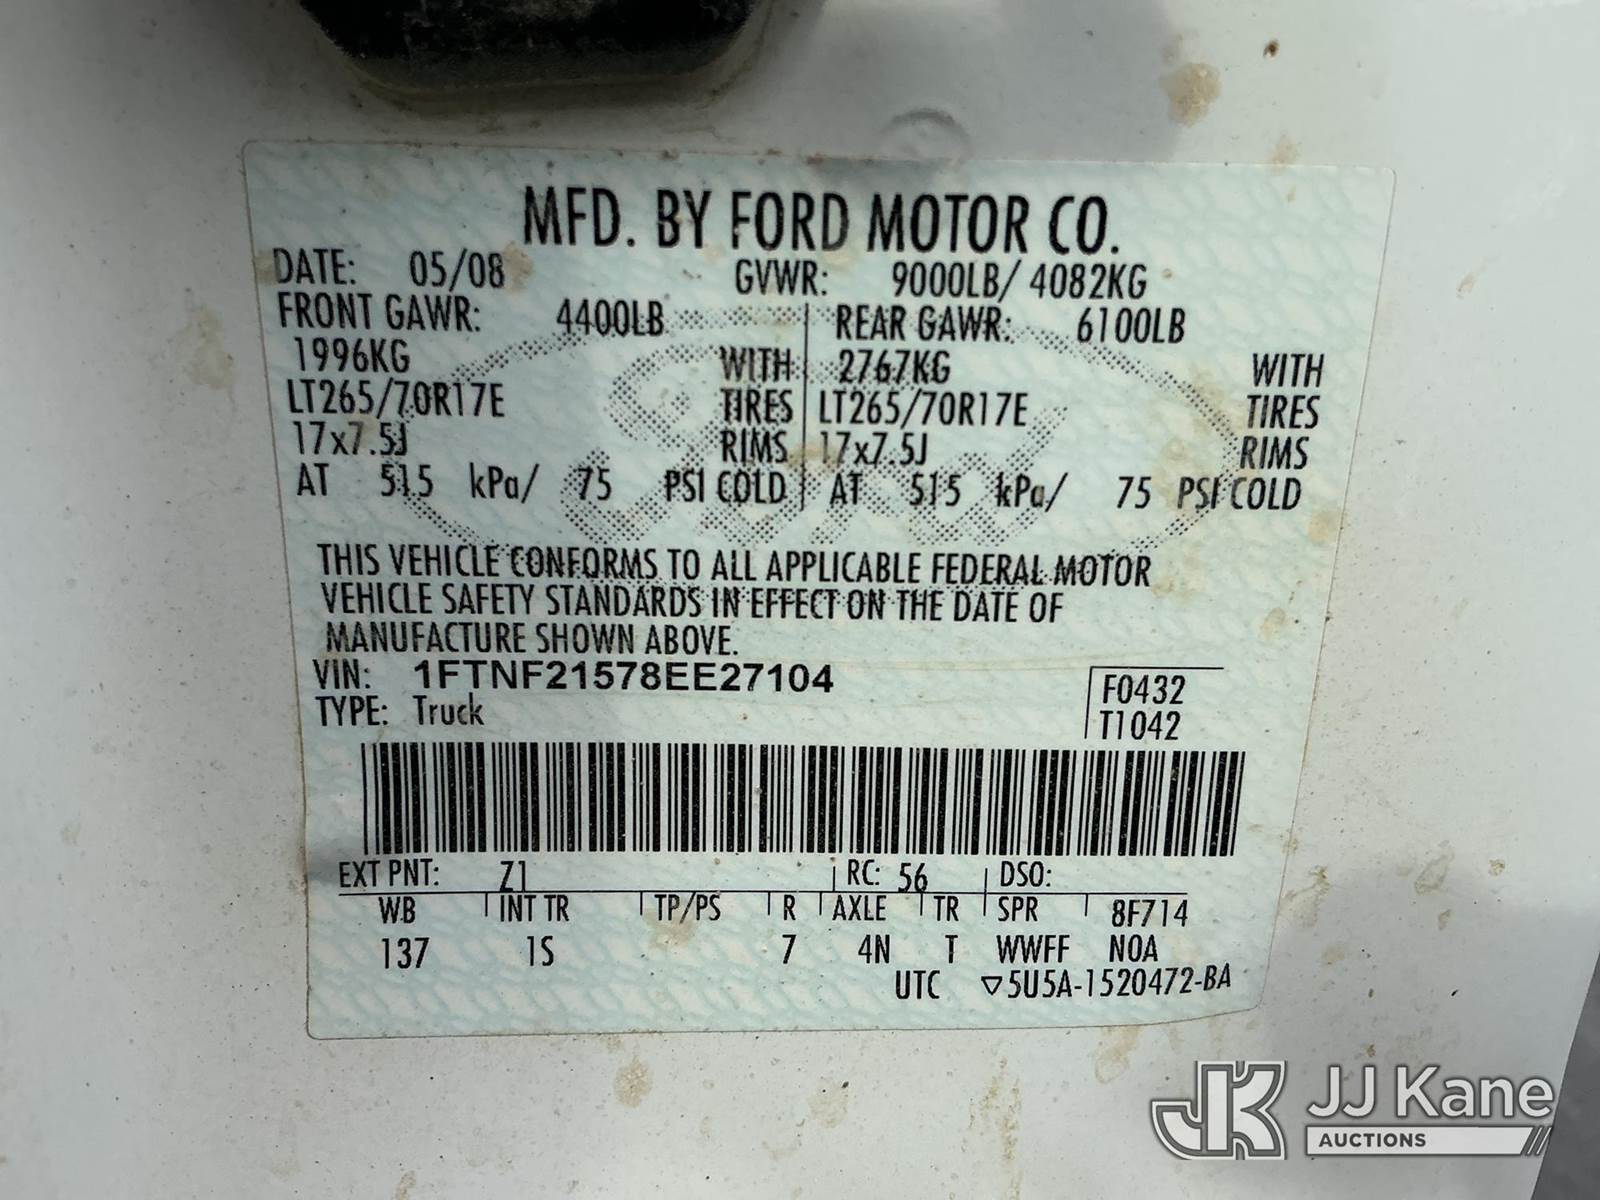 MFD. BY FORD MOTOR CO.
DATE: 05/08 GVWR: 9000LB/ 4082KG
FRONT GAWR: 4400LB REAR GAWR: 6100LB
1996KG WITH 2767KG WITH
LT265/70R17E TIRES LT265/70R17E TIRES
17x7.5J RIMS 17x7.5J RIMS
AT 515 kPa/ 75 PSI COLD AT 515 kPa/ 75 PSI COLD
THIS VEHICLE CONFORMS TO ALL APPLICABLE FEDERAL MOTOR
VEHICLE SAFETY STANDARDS IN EFFECT ON THE DATE OF
MANUFACTURE SHOWN ABOVE.
VIN: 1FTNF21578EE27104
TYPE: Truck
F0432
T1042
EXT PNT: Z1 RC: 56 DSO:
WB INT TR TP/PS R AXLE TR SPR 8F714
137 1S 7 4N T WWFF NOA
UTC ▽5U5A-1520472-BA
JK JJ Kane
AUCTIONS